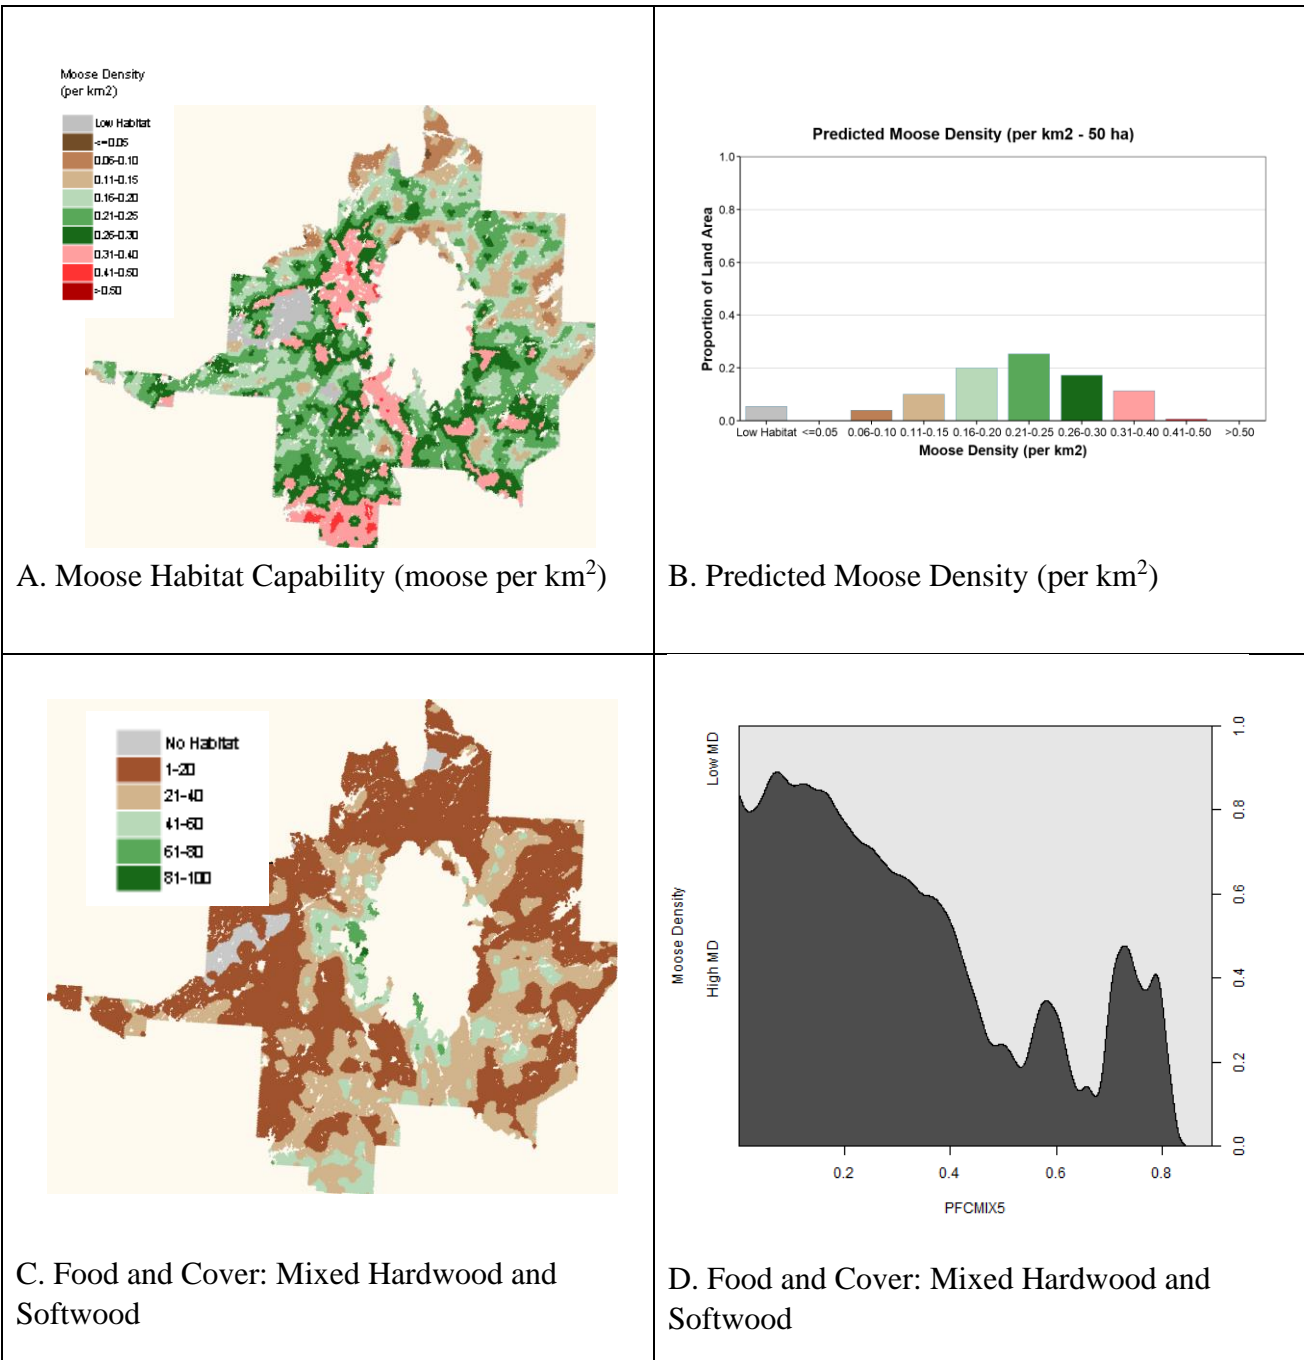 Moose Density
(per km2)
Low Habitat
<=0.05
0.06-0.10
0.11-0.15
0.16-0.20
0.21-0.25
0.26-0.30
0.31-0.40
0.41-0.50
>0.50
A. Moose Habitat Capability (moose per km²)
Predicted Moose Density (per km2 - 50 ha)
Proportion of Land Area
1.0
0.8
0.6
0.4
0.2
0.0
Low Habitat <=0.05 0.06-0.10 0.11-0.15 0.16-0.20 0.21-0.25 0.26-0.30 0.31-0.40 0.41-0.50 >0.50
Moose Density (per km2)
B. Predicted Moose Density (per km²)
No Habitat
1-20
21-40
41-60
61-80
81-100
C. Food and Cover: Mixed Hardwood and
Softwood
Moose Density
Low MD
High MD
1.0
0.8
0.6
0.4
0.2
0.0
0.2 0.4 0.6 0.8
PFCMIX5
D. Food and Cover: Mixed Hardwood and
Softwood